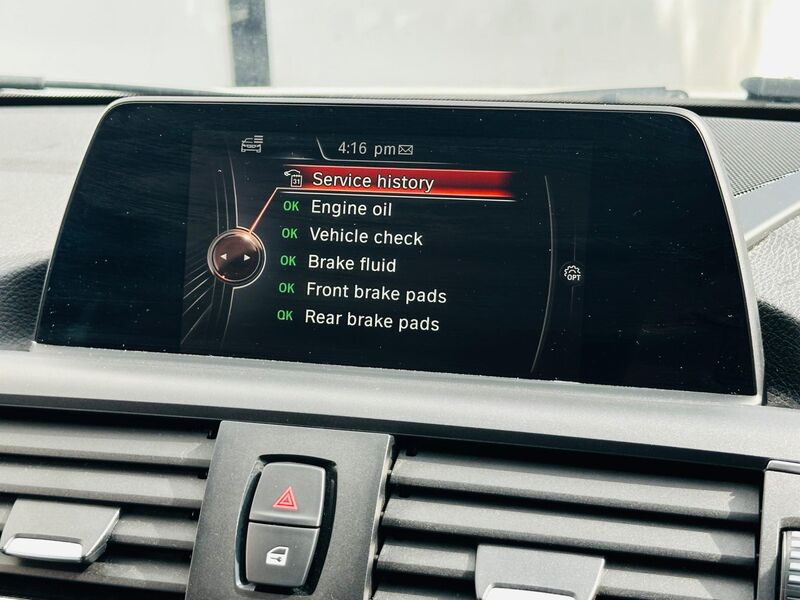 4:16 pm
31 Service history
OK Engine oil
OK Vehicle check
OK Brake fluid
OK Front brake pads
OK Rear brake pads
OPT